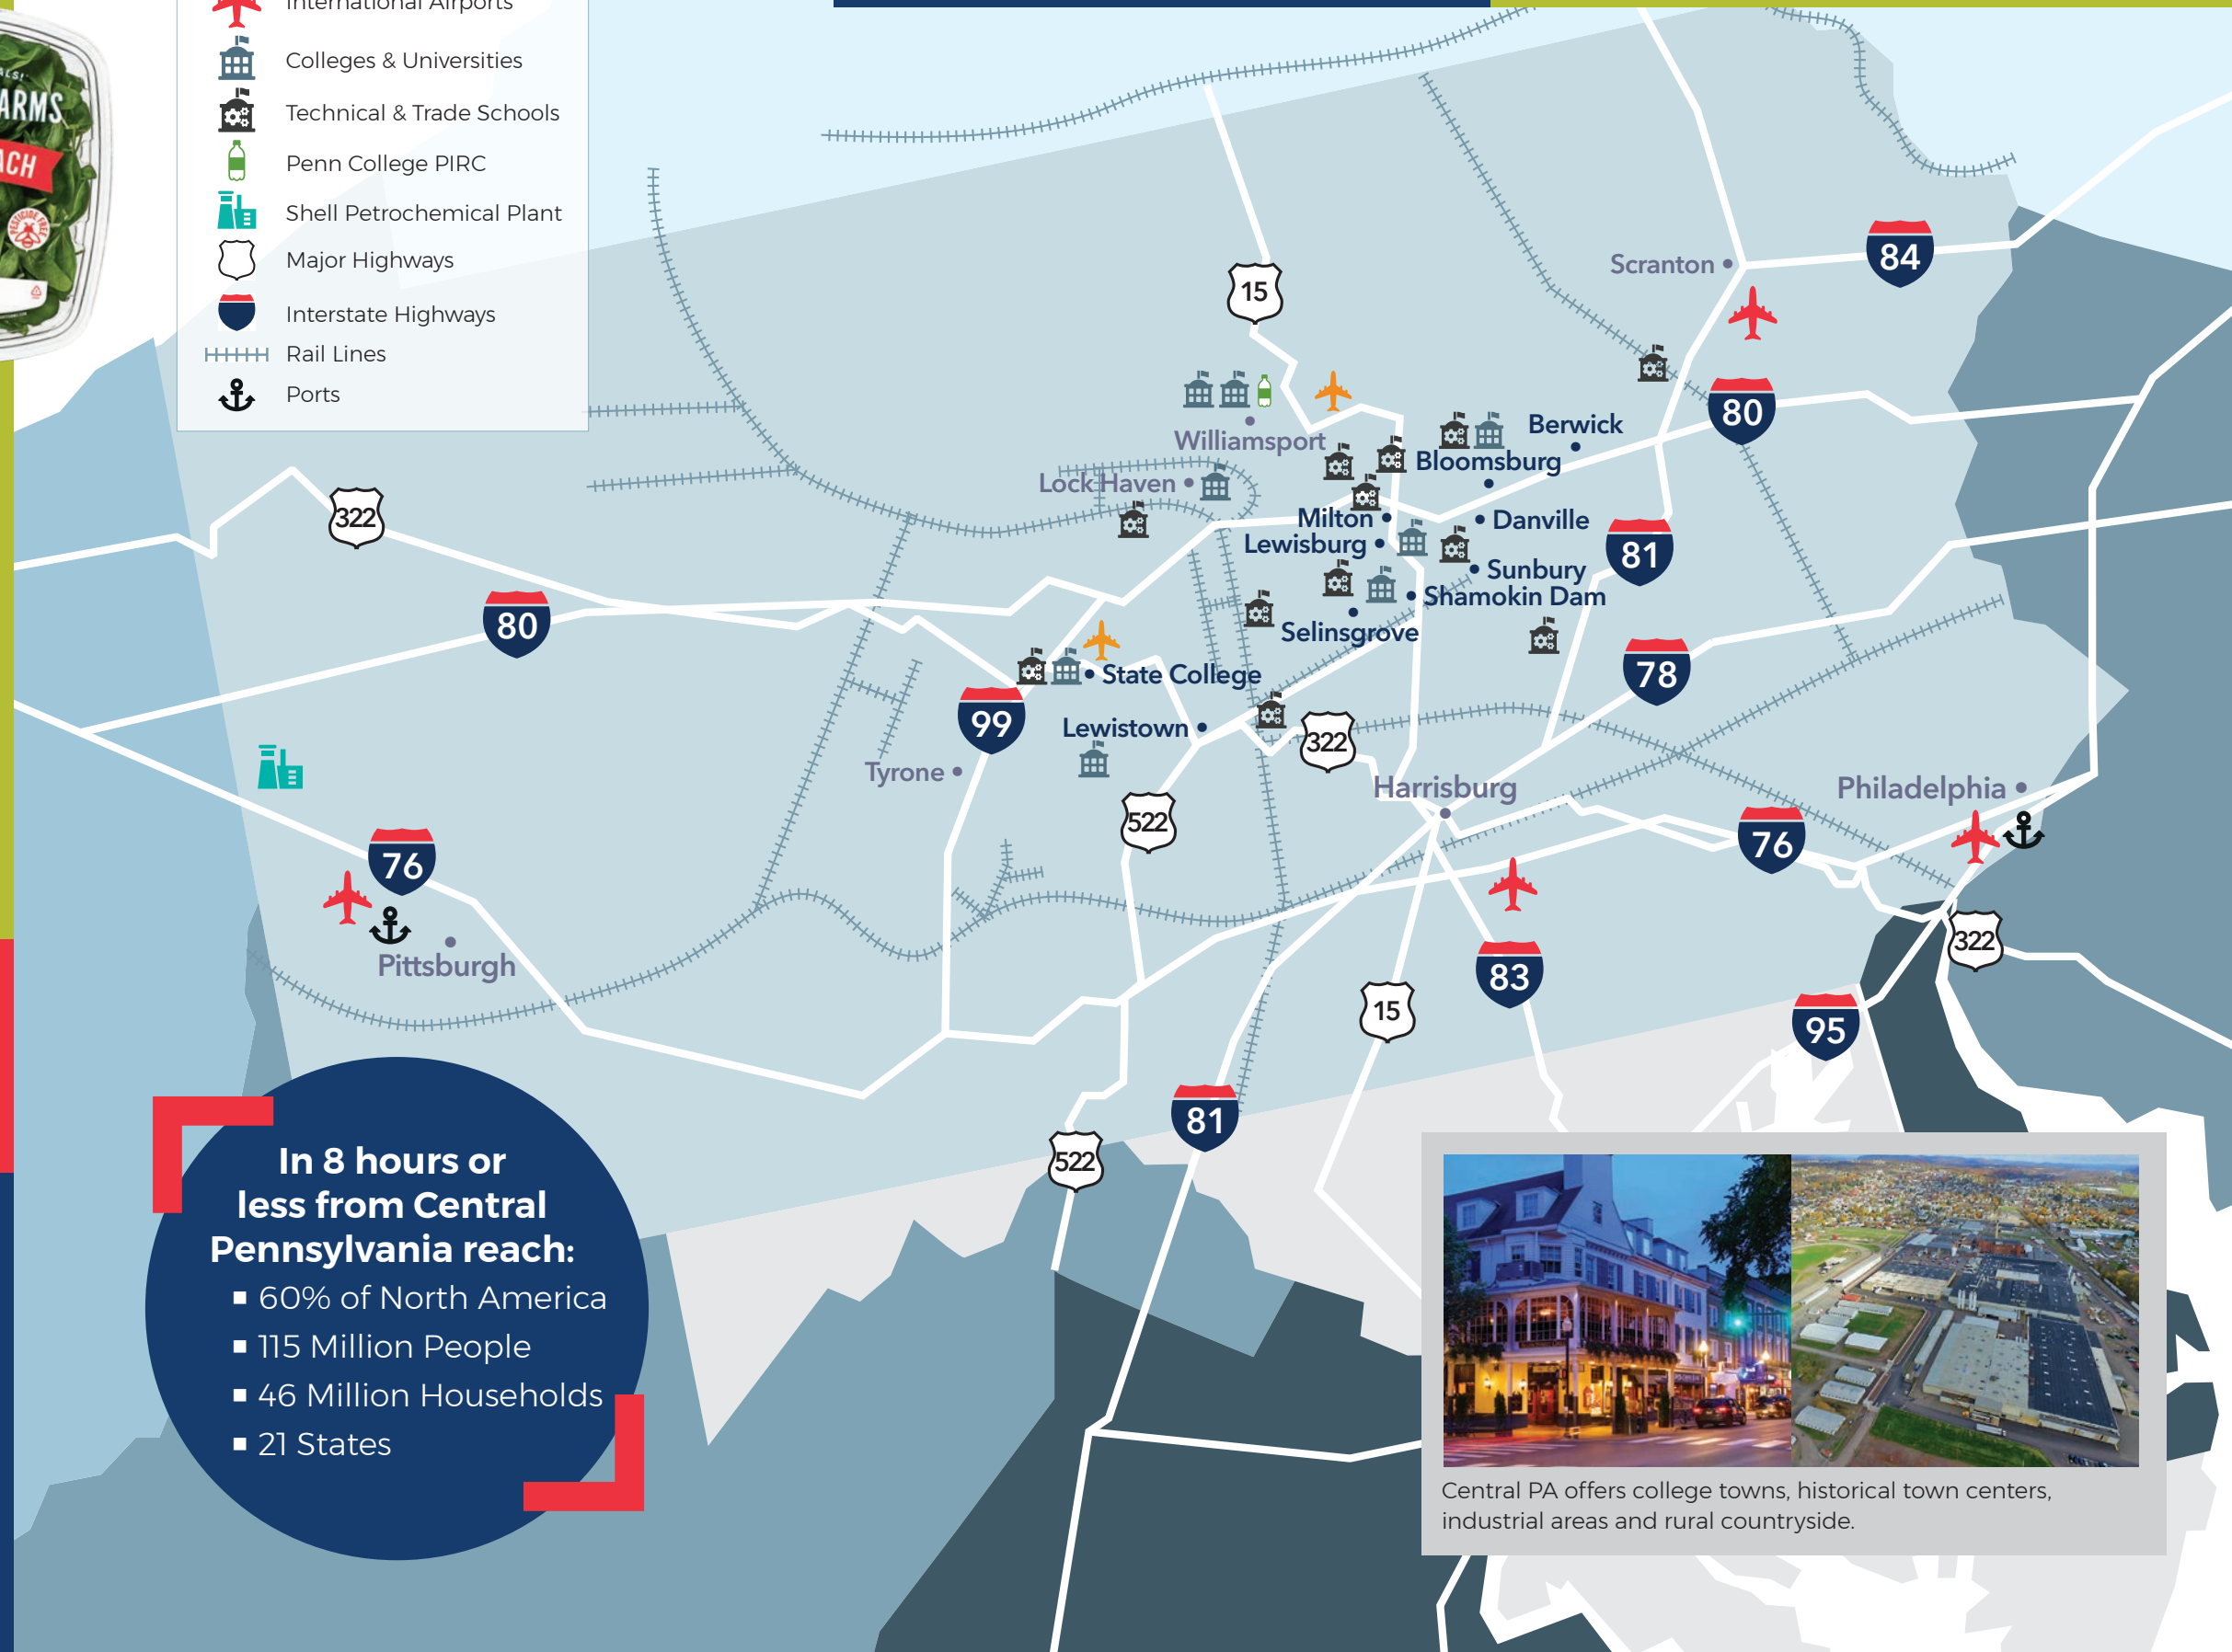 International Airports
Colleges & Universities
Technical & Trade Schools
Penn College PIRC
Shell Petrochemical Plant
Major Highways
Interstate Highways
Rail Lines
Ports
ARMS
ACH
PESTICIDE FREE
15
Scranton
84
80
Williamsport
Berwick
Bloomsburg
Lock Haven
322
Milton
Danville
Lewisburg
81
80
Sunbury
Shamokin Dam
Selinsgrove
State College
78
99
Lewistown
322
Tyrone
Harrisburg
Philadelphia
522
76
76
Pittsburgh
322
83
15
95
81
522
In 8 hours or
less from Central
Pennsylvania reach:
▪ 60% of North America
▪ 115 Million People
▪ 46 Million Households
▪ 21 States
Central PA offers college towns, historical town centers,
industrial areas and rural countryside.